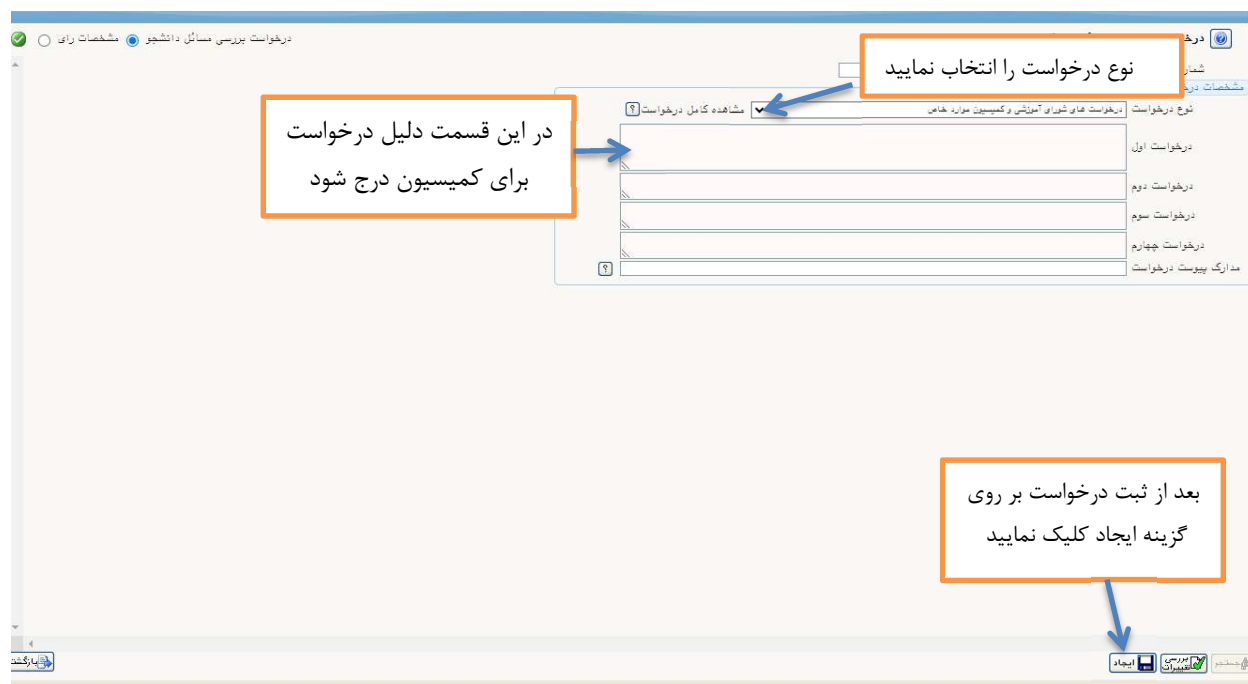 درخواست بررسی مسائل دانشجو مشخصات رای
نوع درخواست را انتخاب نمایید
مشخصات
نوع درخواست درخواست های شورای آموزشی و کمیسیون موارد خاص مشاهده کامل درخواست
در این قسمت دلیل درخواست
برای کمیسیون درج شود
درخواست اول
درخواست دوم
درخواست سوم
درخواست چهارم
مدارک پیوست درخواست
بعد از ثبت درخواست بر روی
گزینه ایجاد کلیک نمایید
جستجو بررسی تغییرات ایجاد